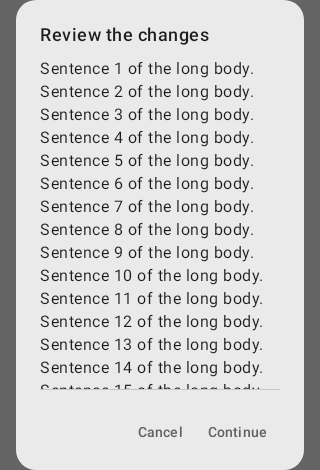 Review the changes
Sentence 1 of the long body.
Sentence 2 of the long body.
Sentence 3 of the long body.
Sentence 4 of the long body.
Sentence 5 of the long body.
Sentence 6 of the long body.
Sentence 7 of the long body.
Sentence 8 of the long body.
Sentence 9 of the long body.
Sentence 10 of the long body.
Sentence 11 of the long body.
Sentence 12 of the long body.
Sentence 13 of the long body.
Sentence 14 of the long body.
Cancel Continue